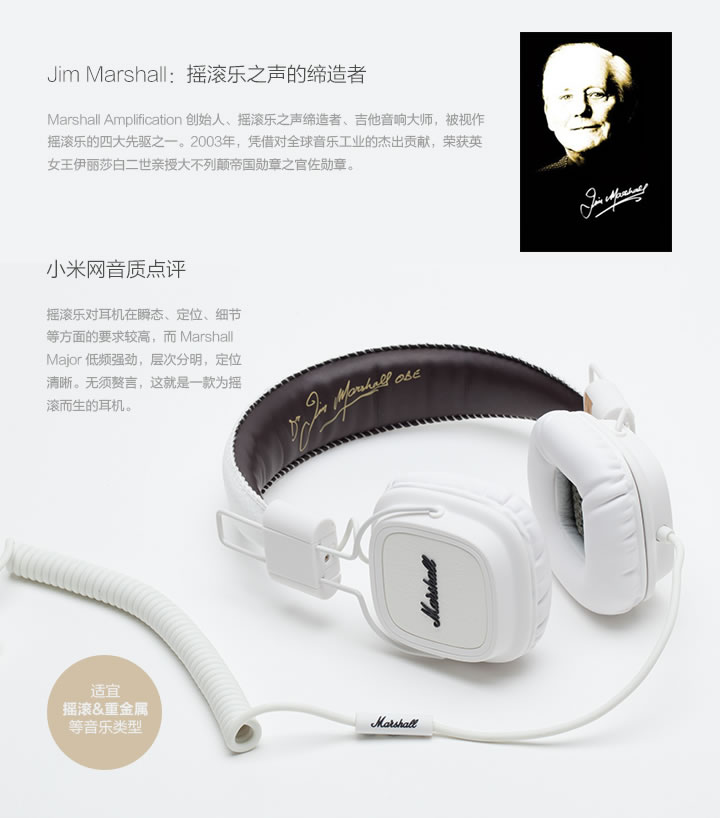 Jim Marshall：摇滚乐之声的缔造者
Marshall Amplification 创始人、摇滚乐之声缔造者、吉他音响大师，被视作
摇滚乐的四大先驱之一。2003年，凭借对全球音乐工业的杰出贡献，荣获英
女王伊丽莎白二世亲授大不列颠帝国勋章之官佐勋章。
Jim Marshall
小米网音质点评
摇滚乐对耳机在瞬态、定位、细节
等方面的要求较高，而 Marshall
Major 低频强劲，层次分明，定位
清晰。无须赘言，这就是一款为摇
滚而生的耳机。
Dr Jim Marshall OBE
Marshall
适宜
摇滚&重金属
等音乐类型
Marshall